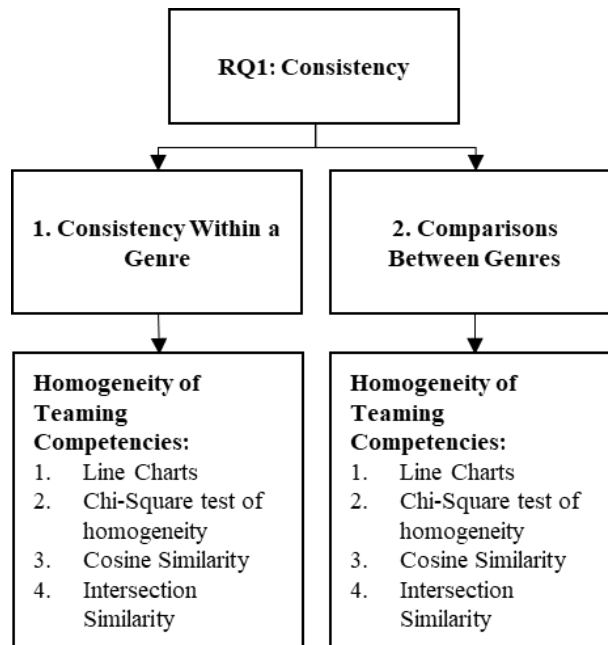 RQ1: Consistency
1. Consistency Within a
Genre
2. Comparisons
Between Genres
Homogeneity of
Teaming
Competencies:
1. Line Charts
2. Chi-Square test of
homogeneity
3. Cosine Similarity
4. Intersection
Similarity
Homogeneity of
Teaming
Competencies:
1. Line Charts
2. Chi-Square test of
homogeneity
3. Cosine Similarity
4. Intersection
Similarity